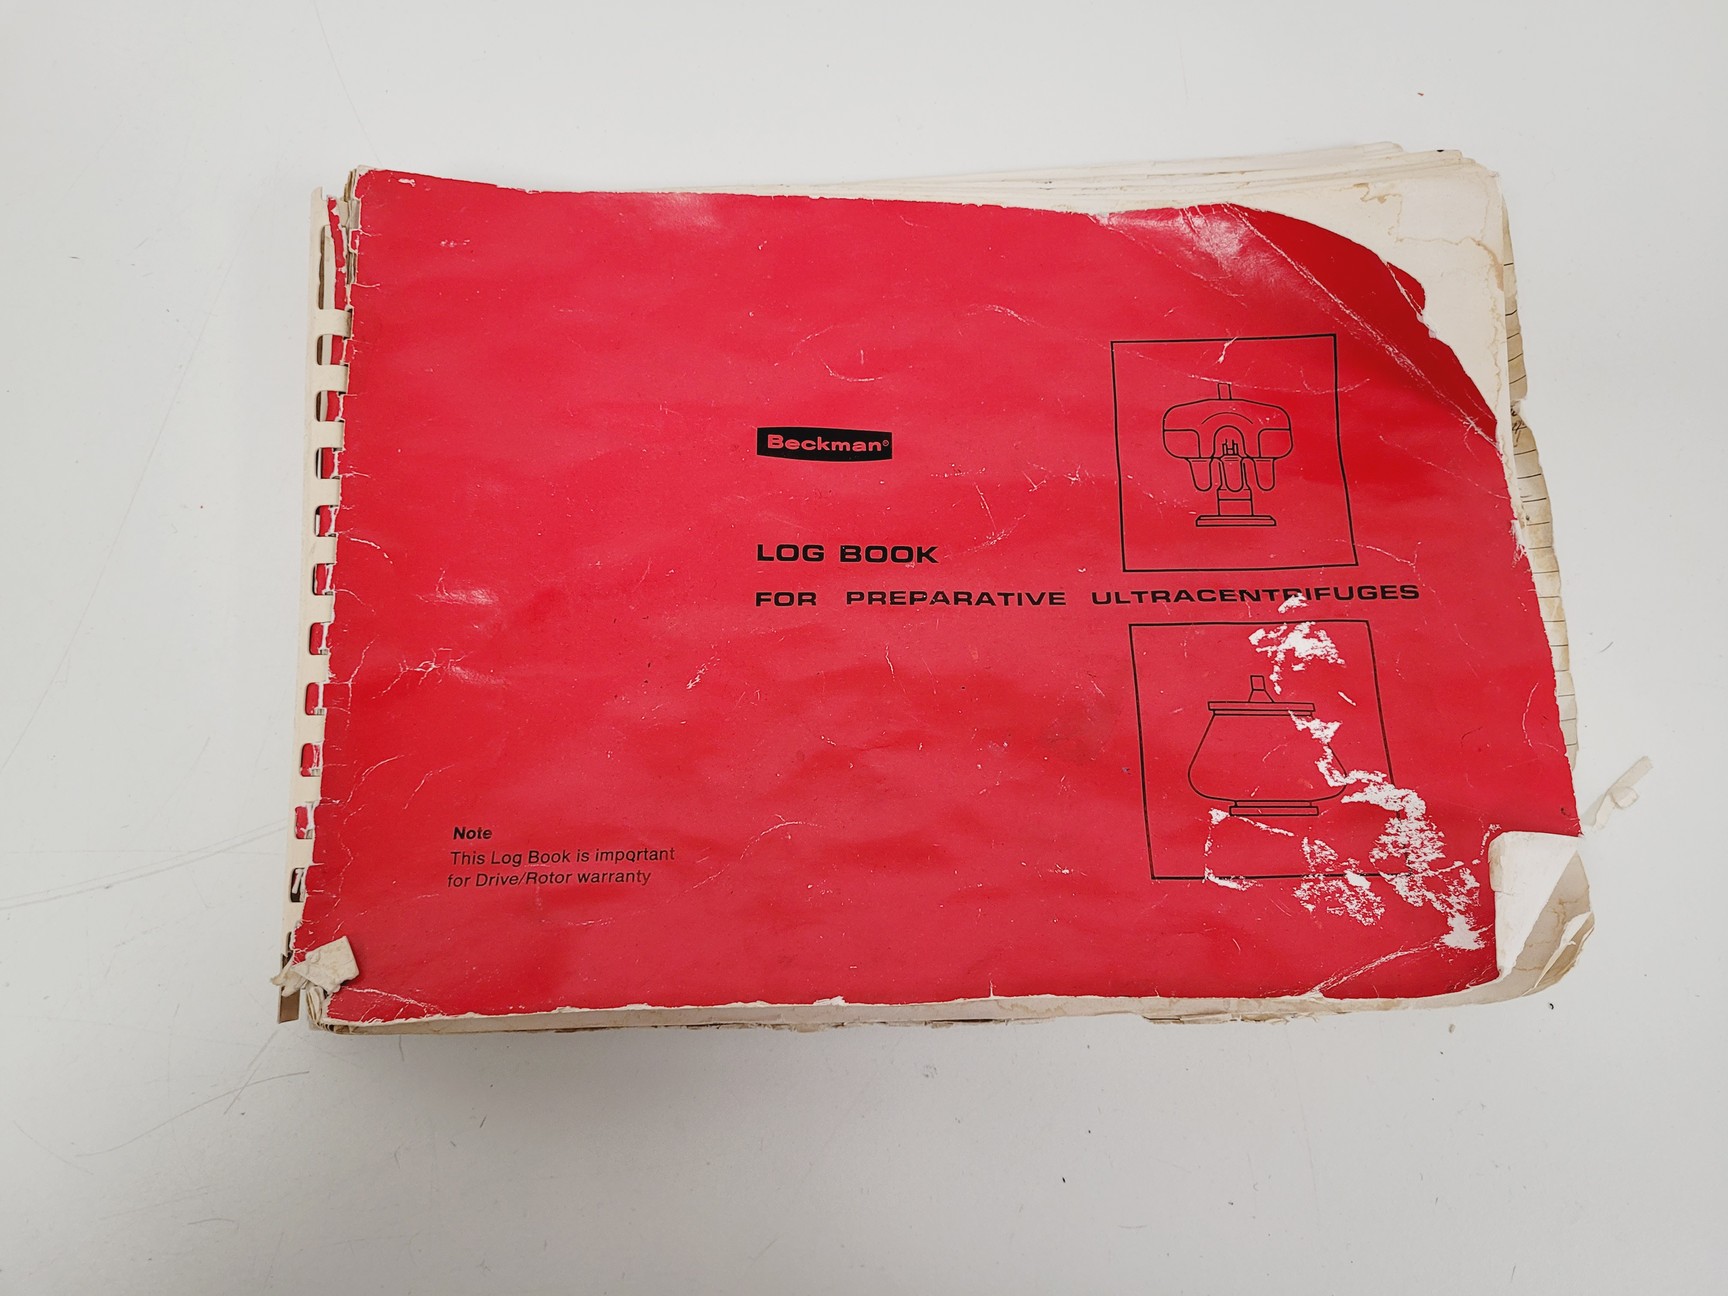 Beckman®
LOG BOOK
FOR PREPARATIVE ULTRACENTRIFUGES
Note
This Log Book is important
for Drive/Rotor warranty